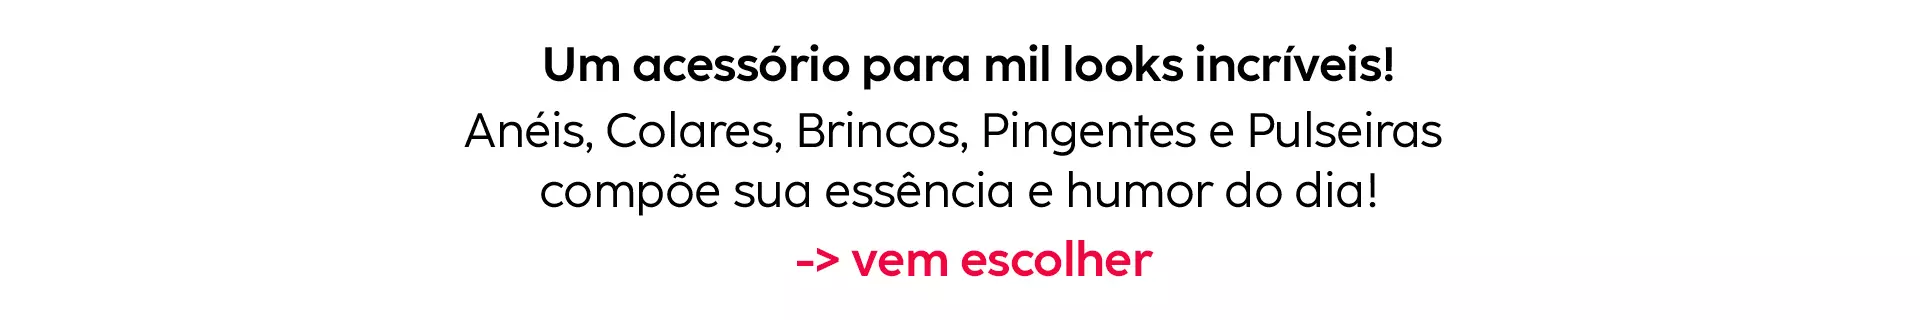 Um acessório para mil looks incríveis!
Anéis, Colares, Brincos, Pingentes e Pulseiras
compõe sua essência e humor do dia!
-> vem escolher